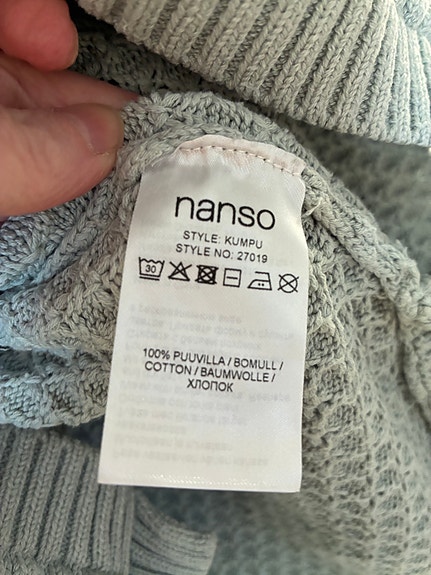 nanso
STYLE: KUMPU
STYLE NO: 27019
30
100% PUUVILLA / BOMULL /
COTTON / BAUMWOLLE /
ХЛОПОК